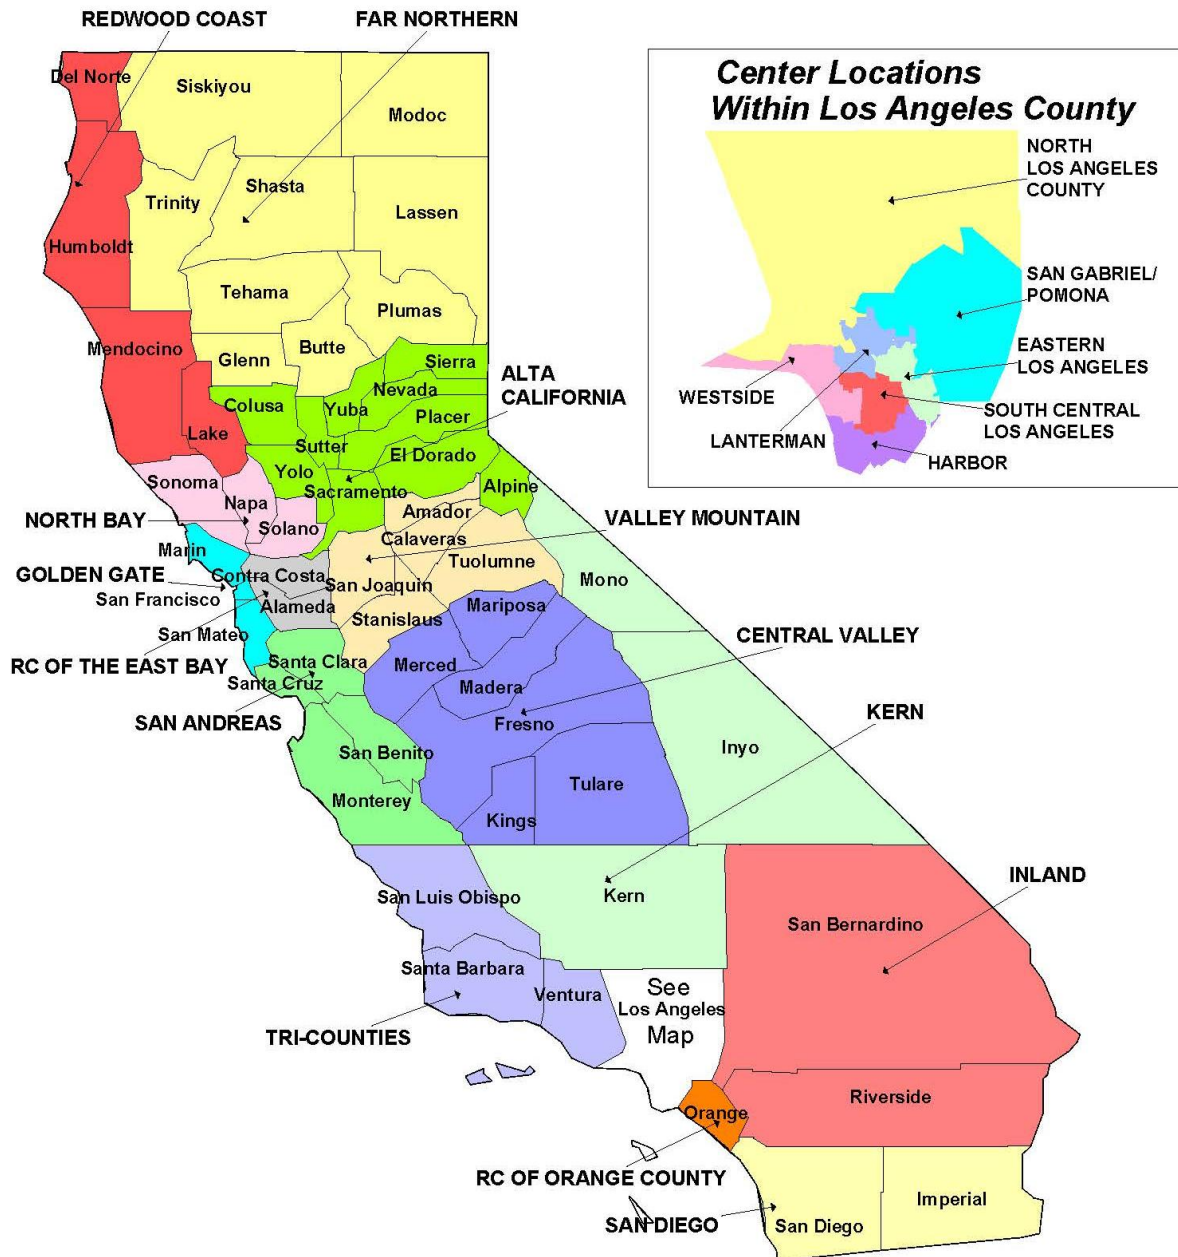 REDWOOD COAST
FAR NORTHERN
Del Norte
Siskiyou
Modoc
Trinity
Shasta
Lassen
Humboldt
Tehama
Plumas
Mendocino
Glenn
Butte
Sierra
ALTA
CALIFORNIA
Colusa
Yuba
Nevada
Placer
Lake
Sutter
El Dorado
Yolo
Sacramento
Alpine
Sonoma
Napa
Solano
Amador
NORTH BAY
VALLEY MOUNTAIN
Calaveras
Tuolumne
Marin
Contra Costa
San Joaquin
Mono
GOLDEN GATE
San Francisco
Alameda
Stanislaus
Mariposa
San Mateo
CENTRAL VALLEY
RC OF THE EAST BAY
Santa Clara
Merced
Santa Cruz
Madera
SAN ANDREAS
Fresno
KERN
San Benito
Inyo
Tulare
Monterey
Kings
INLAND
San Luis Obispo
Kern
San Bernardino
Santa Barbara
Ventura
See
Los Angeles
Map
TRI-COUNTIES
Orange
Riverside
RC OF ORANGE COUNTY
Imperial
SAN DIEGO
San Diego
Center Locations
Within Los Angeles County
NORTH
LOS ANGELES
COUNTY
SAN GABRIEL/
POMONA
EASTERN
LOS ANGELES
WESTSIDE
SOUTH CENTRAL
LOS ANGELES
LANTERMAN
HARBOR